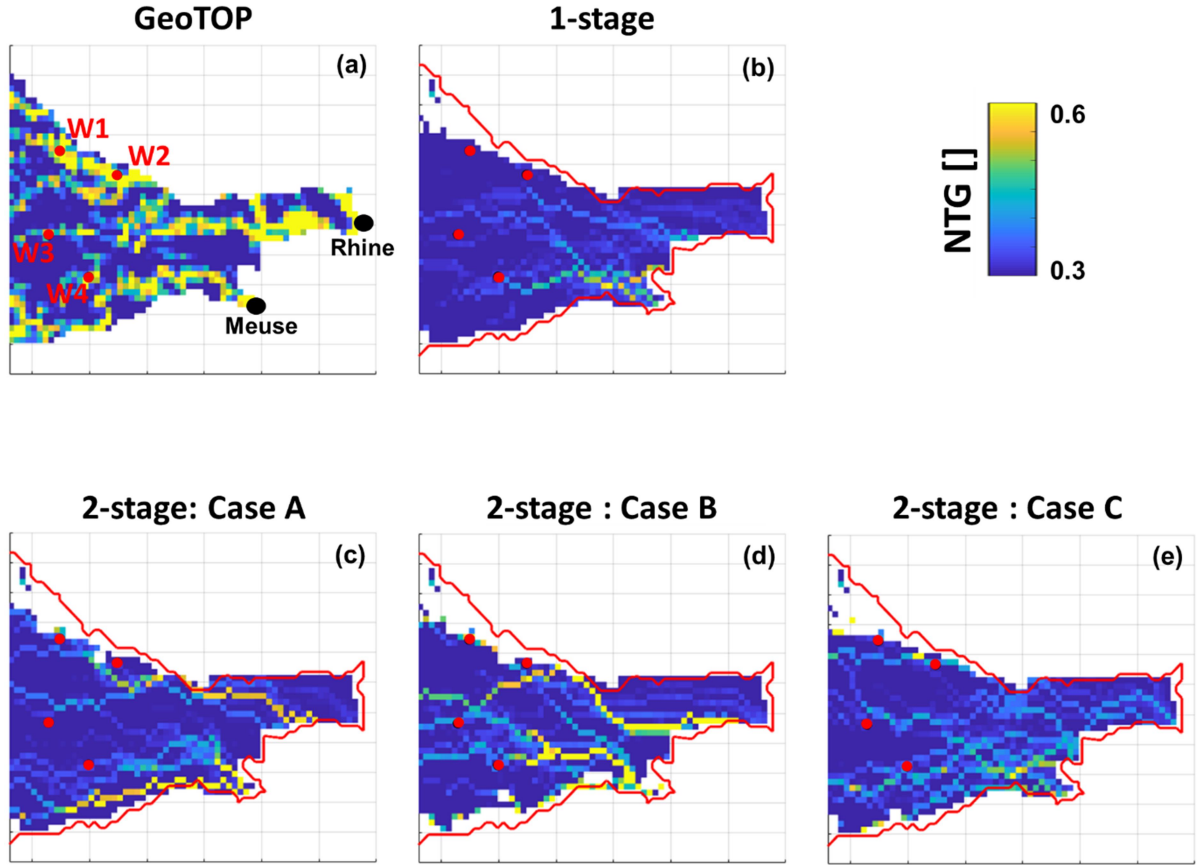 GeoTOP
1-stage
(a)
(b)
W1
W2
W3
W4
Rhine
Meuse
NTG []
0.6
0.3
2-stage: Case A
2-stage : Case B
2-stage : Case C
(c)
(d)
(e)